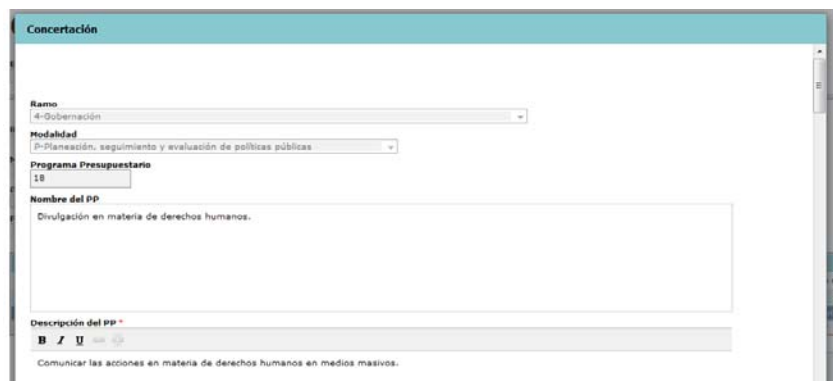 Concertación
Ramo
4-Gobernación
Modalidad
P-Planeación, seguimiento y evaluación de políticas públicas
Programa Presupuestario
18
Nombre del PP
Divulgación en materia de derechos humanos.
Descripción del PP *
B I U
Comunicar las acciones en materia de derechos humanos en medios masivos.